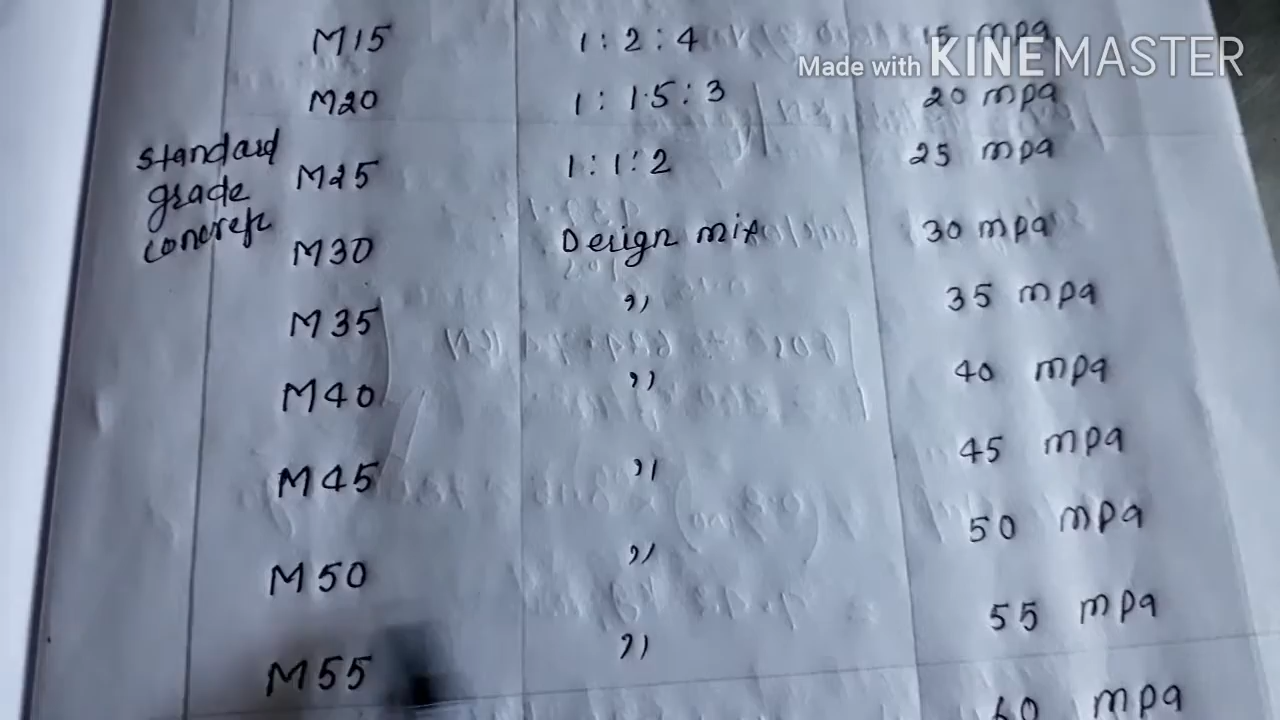 M15 1 : 2 : 4 15 mpa
Made with KINEMASTER
M20 1 : 1.5 : 3 20 mpa
standard
grade
M25 1 : 1 : 2 25 mpa
M30 Design mix 30 mpa
M35 ,, 35 mpa
M40 ,, 40 mpa
M45 ,, 45 mpa
M50 ,, 50 mpa
M55 ,, 55 mpa
60 mpa